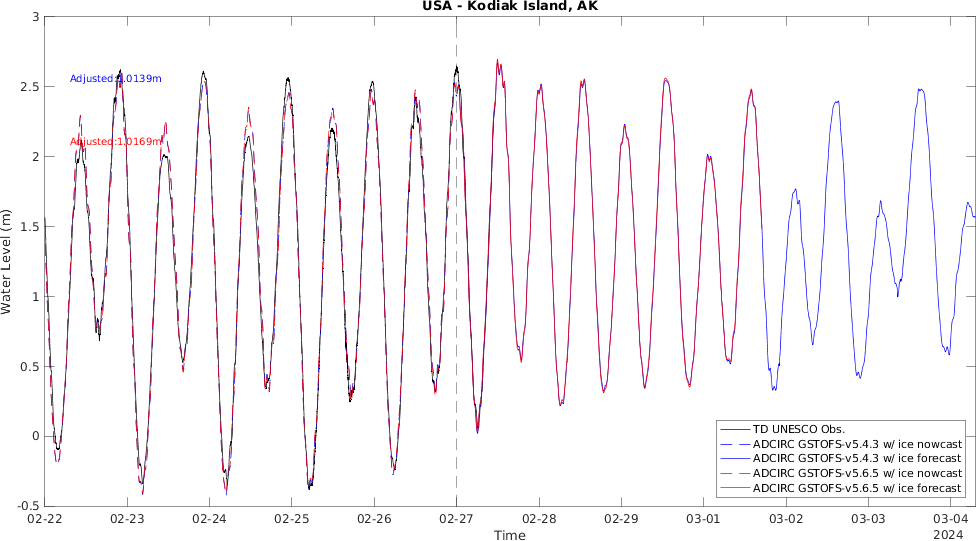 USA - Kodiak Island, AK
3
2.5
2
1.5
1
0.5
0
-0.5
Water Level (m)
Adjusted:1.0139m
Adjusted:1.0169m
TD UNESCO Obs.
ADCIRC GSTOFS-v5.4.3 w/ ice nowcast
ADCIRC GSTOFS-v5.4.3 w/ ice forecast
ADCIRC GSTOFS-v5.6.5 w/ ice nowcast
ADCIRC GSTOFS-v5.6.5 w/ ice forecast
02-22 02-23 02-24 02-25 02-26 02-27 02-28 02-29 03-01 03-02 03-03 03-04
Time
2024